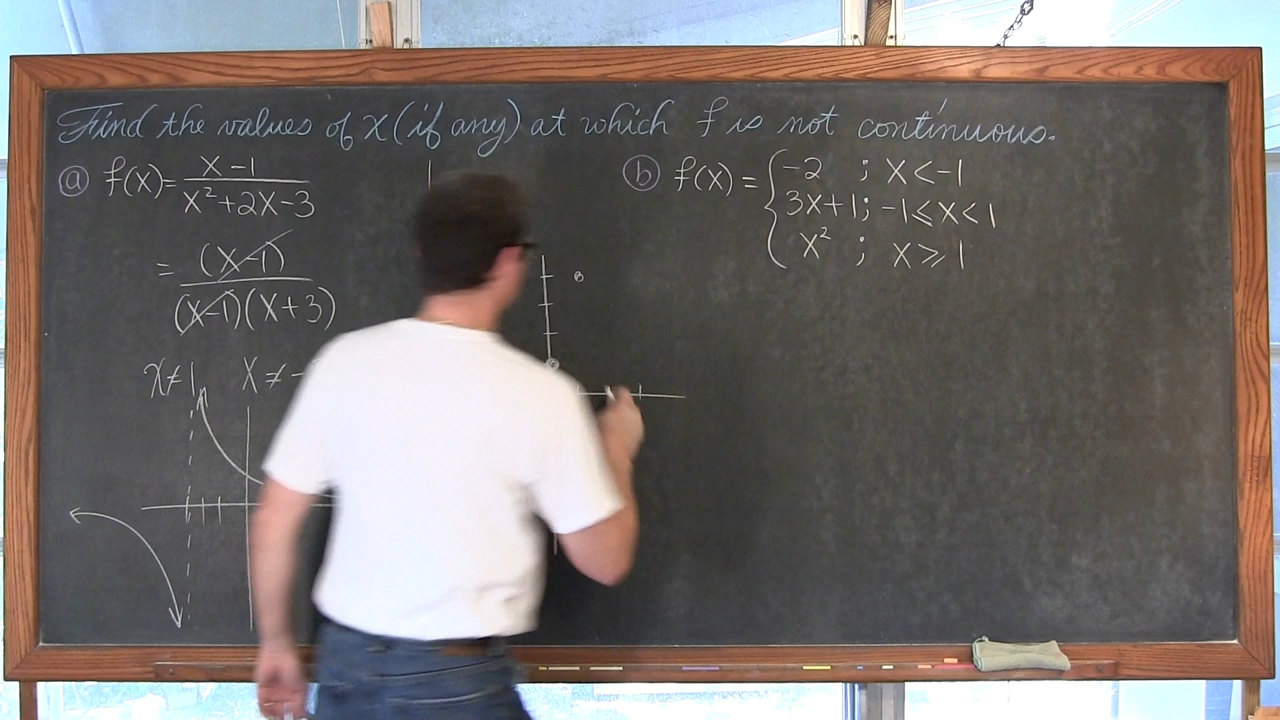 Find the values of x (if any) at which f is not continuous.
(a) f(x) = (x-1)/(x²+2x-3)
= (x-1)/((x-1)(x+3))
x≠1 x≠-
(b) f(x) = { -2 ; x<-1
3x+1; -1≤x<1
x² ; x≥1